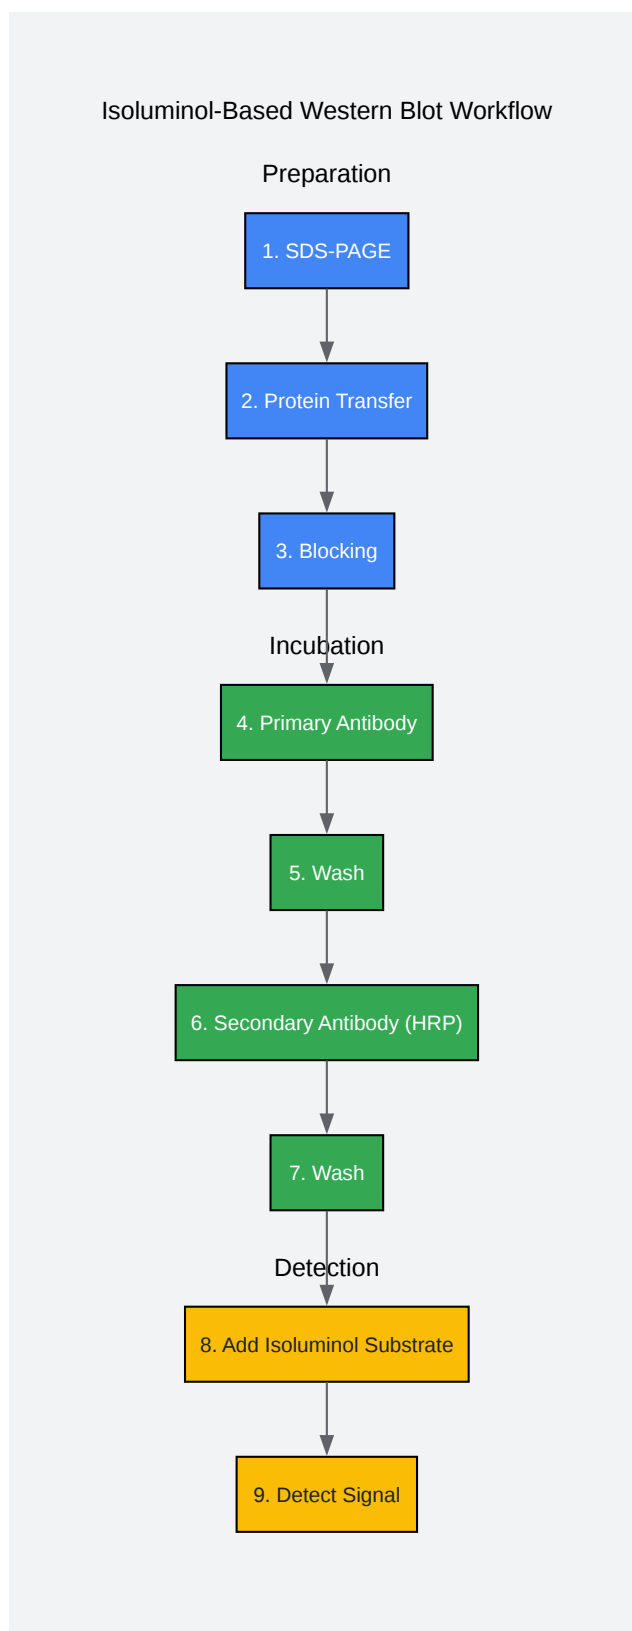 Isoluminol-Based Western Blot Workflow
Preparation
1. SDS-PAGE
2. Protein Transfer
3. Blocking
Incubation
4. Primary Antibody
5. Wash
6. Secondary Antibody (HRP)
7. Wash
Detection
8. Add Isoluminol Substrate
9. Detect Signal